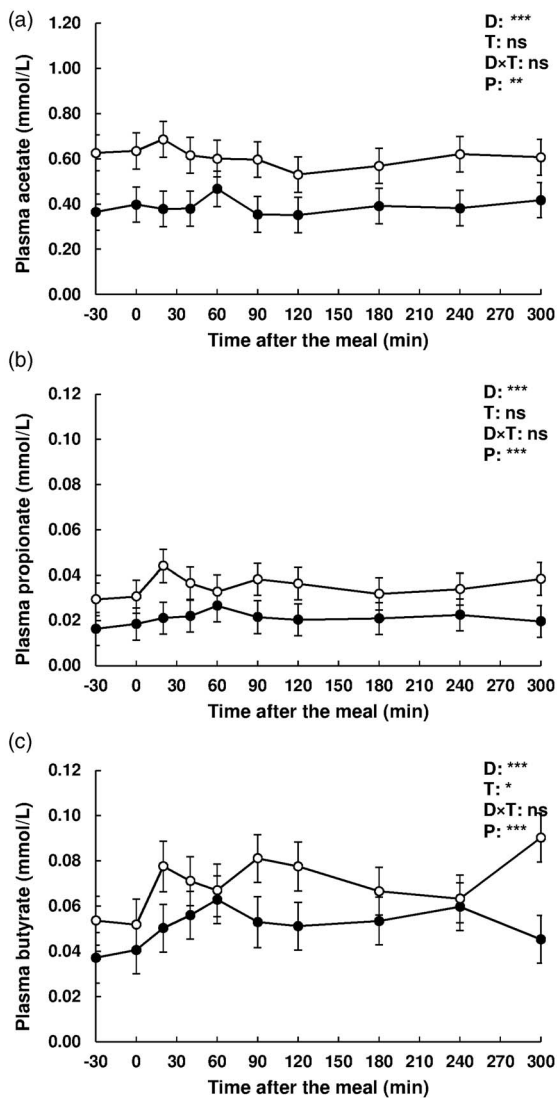 (a)
D: ***
T: ns
D×T: ns
P: **
Plasma acetate (mmol/L)
1.20
1.00
0.80
0.60
0.40
0.20
0.00
-30 0 30 60 90 120 150 180 210 240 270 300
Time after the meal (min)
(b)
D: ***
T: ns
D×T: ns
P: ***
Plasma propionate (mmol/L)
0.12
0.10
0.08
0.06
0.04
0.02
0.00
-30 0 30 60 90 120 150 180 210 240 270 300
Time after the meal (min)
(c)
D: ***
T: *
D×T: ns
P: ***
Plasma butyrate (mmol/L)
0.12
0.10
0.08
0.06
0.04
0.02
0.00
-30 0 30 60 90 120 150 180 210 240 270 300
Time after the meal (min)